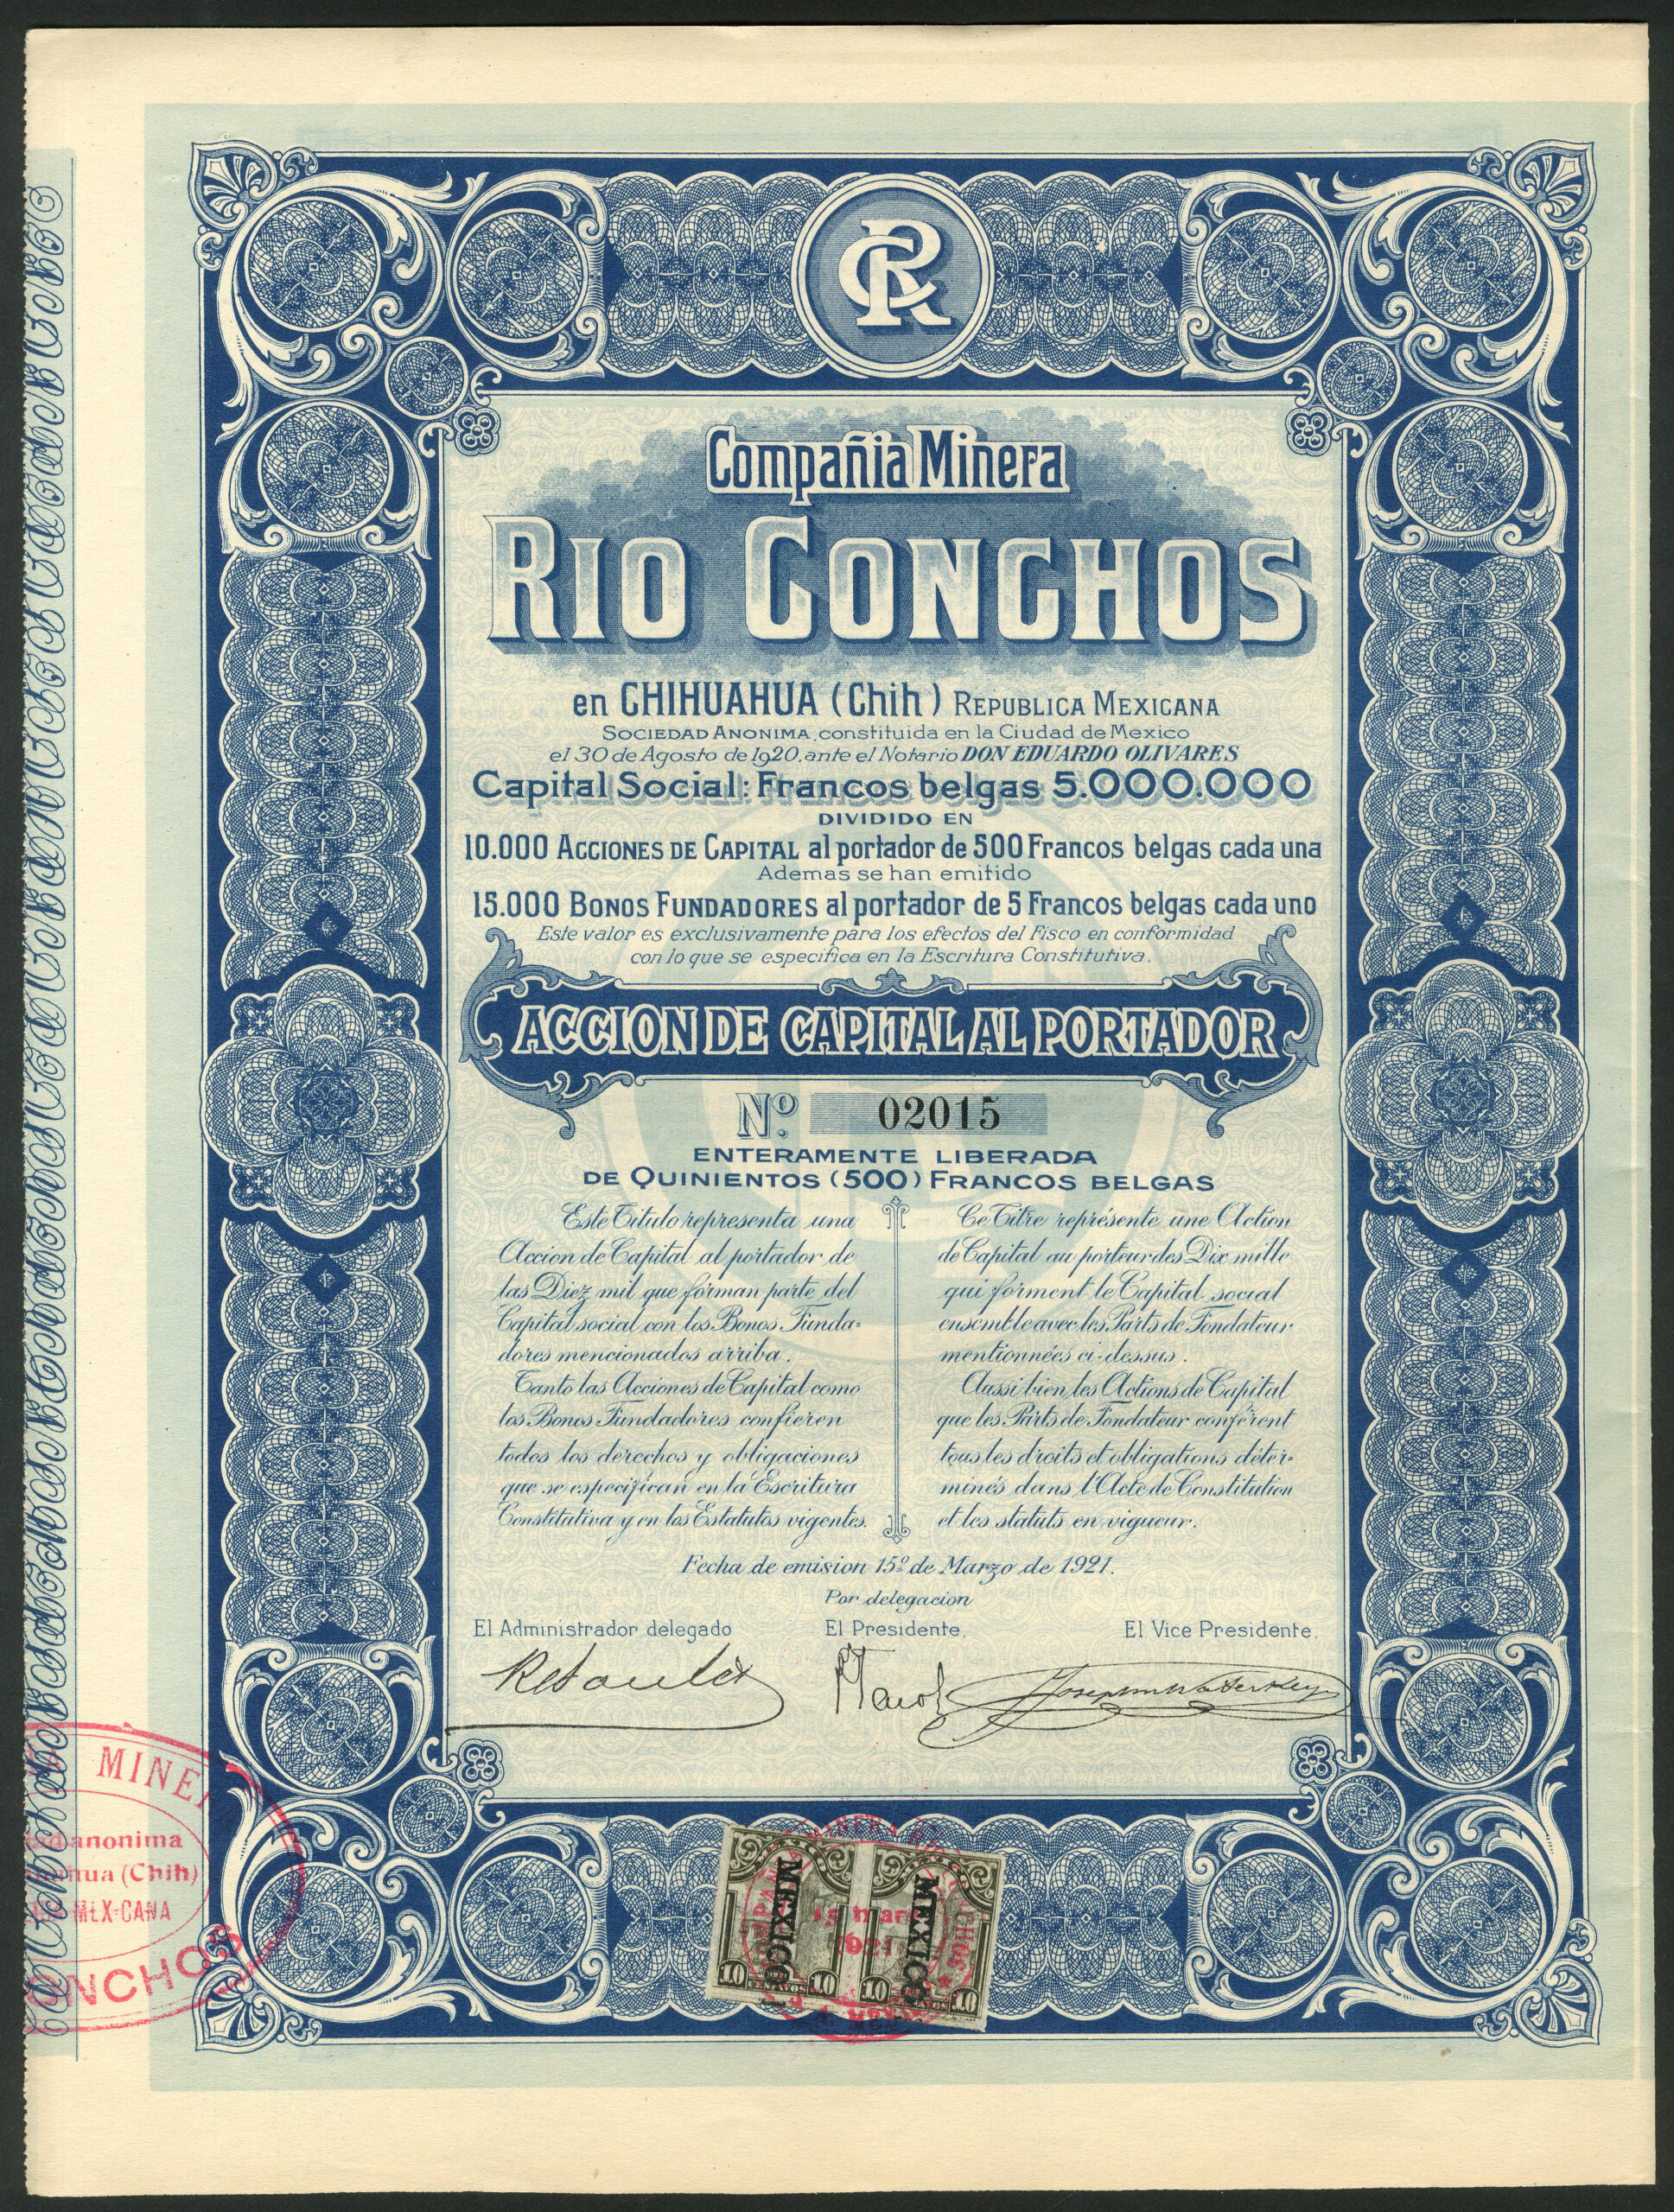 CR
Compañia Minera
RIO CONCHOS
en CHIHUAHUA (Chih) REPUBLICA MEXICANA
SOCIEDAD ANONIMA, constituida en la Ciudad de Mexico
el 30 de Agosto de 1920, ante el Notario DON EDUARDO OLIVARES
Capital Social: Francos belgas 5.000.000
DIVIDIDO EN
10.000 ACCIONES DE CAPITAL al portador de 500 Francos belgas cada una
Ademas se han emitido
15.000 BONOS FUNDADORES al portador de 5 Francos belgas cada uno
Este valor es exclusivamente para los efectos del Fisco en conformidad
con lo que se especifica en la Escritura Constitutiva.
ACCION DE CAPITAL AL PORTADOR
Nº. 02015
ENTERAMENTE LIBERADA
DE QUINIENTOS (500) FRANCOS BELGAS
Este Titulo representa una
Accion de Capital al portador de
las Diez mil que forman parte del
Capital social con los Bonos Funda=
dores mencionados arriba.
Tanto las Acciones de Capital como
los Bonos Fundadores confieren
todos los derechos y obligaciones
que se especifican en la Escritura
Constitutiva y en los Estatutos vigentes.
Ce Titre représente une Action
de Capital au porteur des Dix mille
qui forment le Capital social
ensemble avec les Parts de Fondateur
mentionnées ci-dessus.
Aussi bien les Actions de Capital
que les Parts de Fondateur confèrent
tous les droits et obligations déter=
minés dans l'Acte de Constitution
et les statuts en vigueur.
Fecha de emision 15º de Marzo de 1921.
Por delegacion
El Administrador delegado El Presidente, El Vice Presidente.
MINE
anonima
hua (Chih)
MEXICANA
NCHOS
MINERA
15 mar
1921
MEXICO MEXICO
10 10 10 10